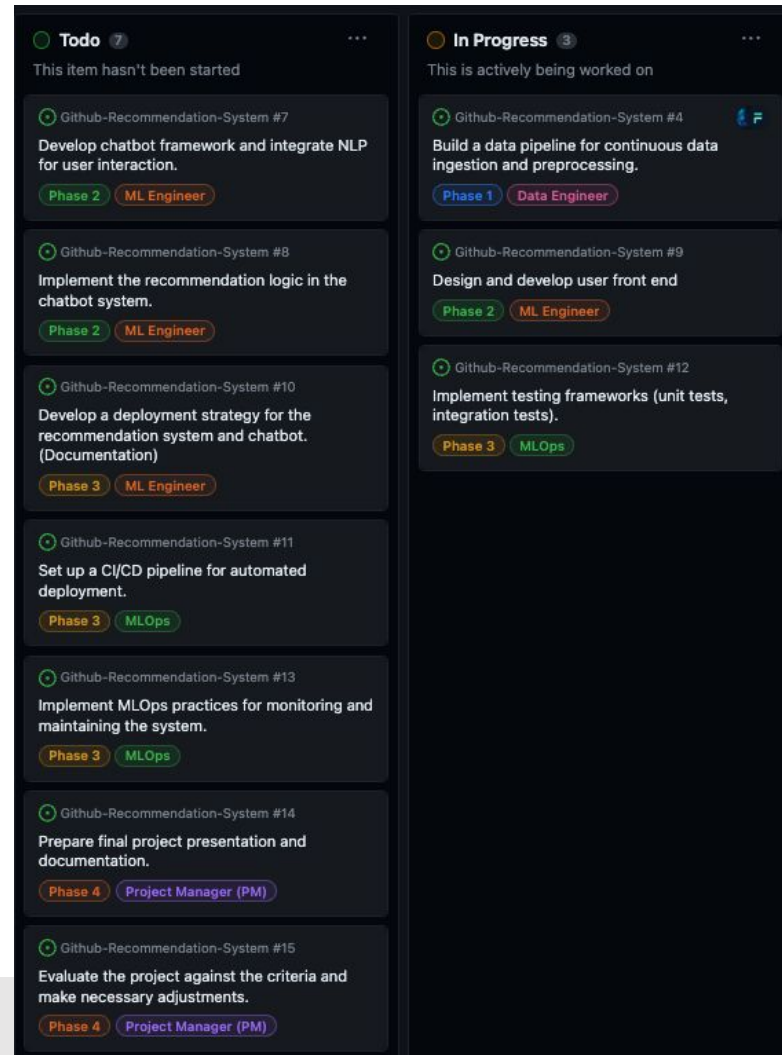 Todo 7
This item hasn't been started
Github-Recommendation-System #7
Develop chatbot framework and integrate NLP
for user interaction.
Phase 2 ML Engineer
Github-Recommendation-System #8
Implement the recommendation logic in the
chatbot system.
Phase 2 ML Engineer
Github-Recommendation-System #10
Develop a deployment strategy for the
recommendation system and chatbot.
(Documentation)
Phase 3 ML Engineer
Github-Recommendation-System #11
Set up a CI/CD pipeline for automated
deployment.
Phase 3 MLOps
Github-Recommendation-System #13
Implement MLOps practices for monitoring and
maintaining the system.
Phase 3 MLOps
Github-Recommendation-System #14
Prepare final project presentation and
documentation.
Phase 4 Project Manager (PM)
Github-Recommendation-System #15
Evaluate the project against the criteria and
make necessary adjustments.
Phase 4 Project Manager (PM)
In Progress 3
This is actively being worked on
Github-Recommendation-System #4
Build a data pipeline for continuous data
ingestion and preprocessing.
Phase 1 Data Engineer
Github-Recommendation-System #9
Design and develop user front end
Phase 2 ML Engineer
Github-Recommendation-System #12
Implement testing frameworks (unit tests,
integration tests).
Phase 3 MLOps